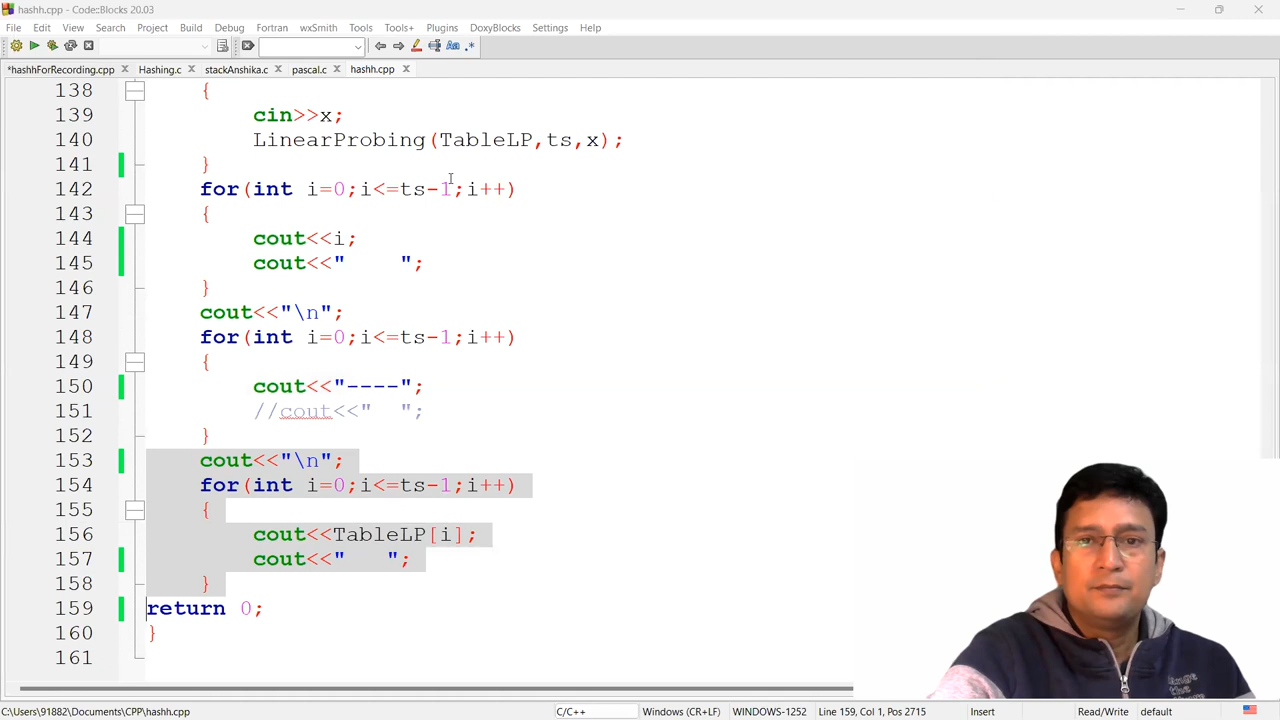 hashh.cpp - Code::Blocks 20.03
File Edit View Search Project Build Debug Fortran wxSmith Tools Tools+ Plugins DoxyBlocks Settings Help
*hashhForRecording.cpp Hashing.c stackAnshika.c pascal.c hashh.cpp
138 {
139 cin>>x;
140 LinearProbing(TableLP,ts,x);
141 }
142 for(int i=0;i<=ts-1;i++)
143 {
144 cout<<i;
145 cout<<"    ";
146 }
147 cout<<"\n";
148 for(int i=0;i<=ts-1;i++)
149 {
150 cout<<"----";
151 //cout<<"  ";
152 }
153 cout<<"\n";
154 for(int i=0;i<=ts-1;i++)
155 {
156 cout<<TableLP[i];
157 cout<<"   ";
158 }
159 return 0;
160 }
161
C:\Users\91882\Documents\CPP\hashh.cpp C/C++ Windows (CR+LF) WINDOWS-1252 Line 159, Col 1, Pos 2715 Insert Read/Write default